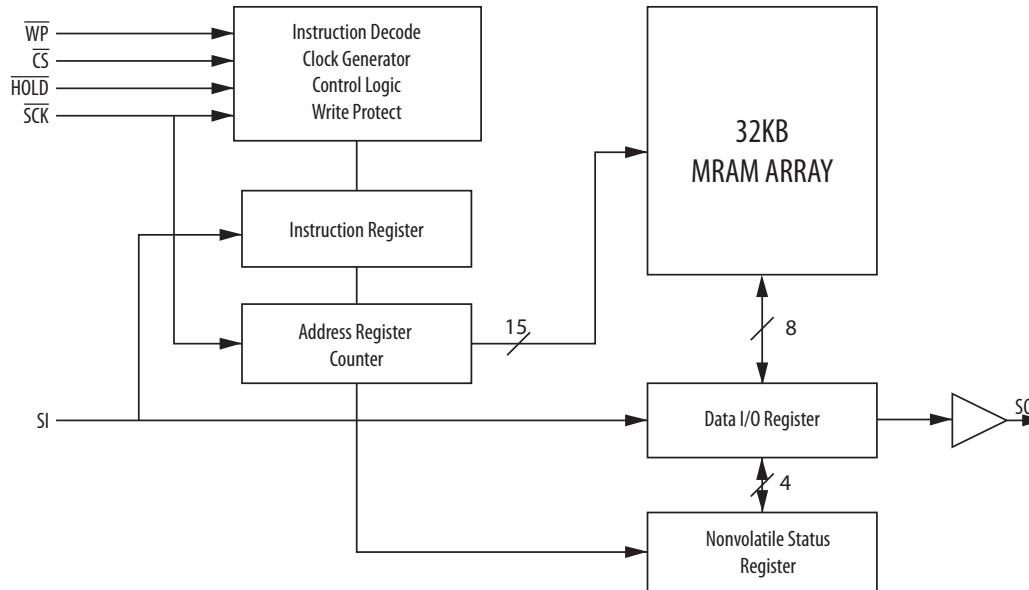 WP
CS
HOLD
SCK
Instruction Decode
Clock Generator
Control Logic
Write Protect
32KB
MRAM ARRAY
Instruction Register
Address Register
Counter
15
8
SI
Data I/O Register
SO
4
Nonvolatile Status
Register